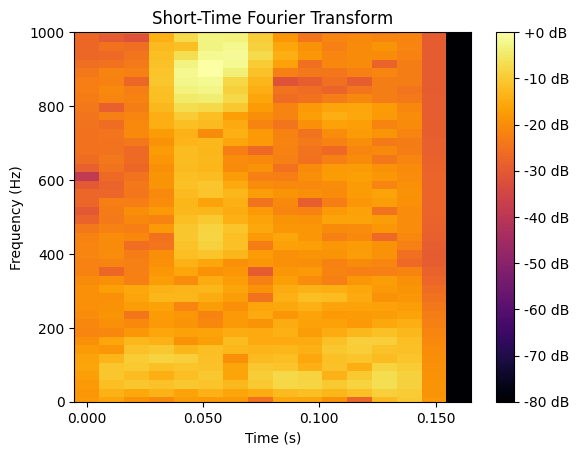 Short-Time Fourier Transform
1000
800
600
400
200
0
Frequency (Hz)
0.000
0.050
0.100
0.150
Time (s)
+0 dB
-10 dB
-20 dB
-30 dB
-40 dB
-50 dB
-60 dB
-70 dB
-80 dB